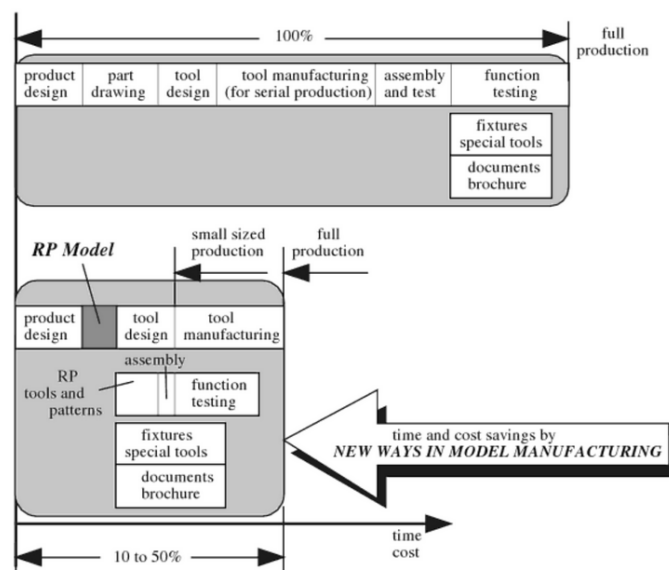 100%
full
production
product
design
part
drawing
tool
design
tool manufacturing
(for serial production)
assembly
and test
function
testing
fixtures
special tools
documents
brochure
RP Model
small sized
production
full
production
product
design
tool
design
tool
manufacturing
assembly
RP
tools and
patterns
function
testing
fixtures
special tools
documents
brochure
time and cost savings by
NEW WAYS IN MODEL MANUFACTURING
time
cost
10 to 50%